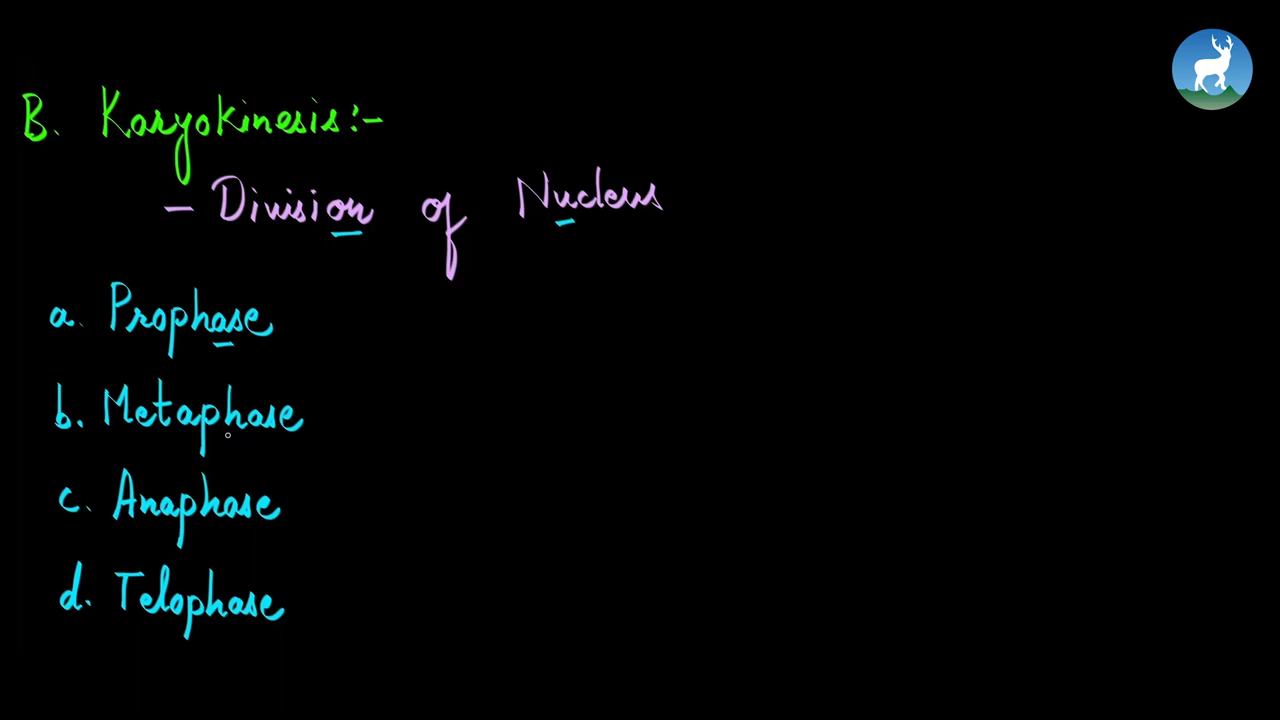 B. Karyokinesis:-
- Division of Nucleus
a. Prophase
b. Metaphase
c. Anaphase
d. Telophase